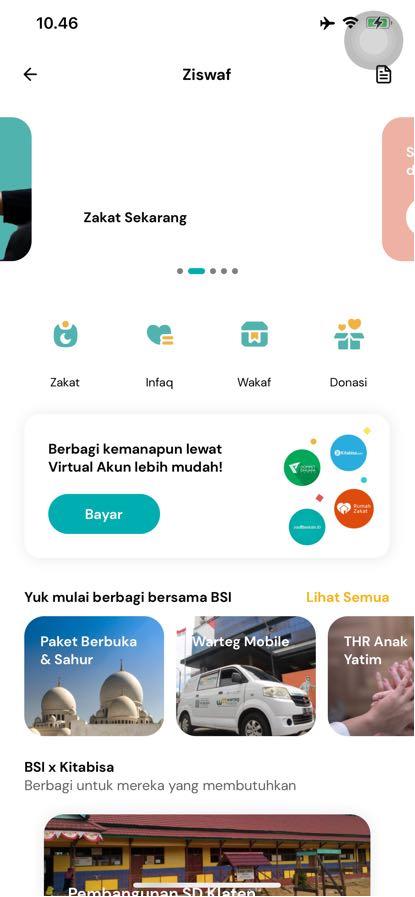 10.46
Ziswaf
Zakat Sekarang
Zakat
Infaq
Wakaf
Donasi
Berbagi kemanapun lewat
Virtual Akun lebih mudah!
Bayar
Kitabisa
Rumah
Zakat
Yuk mulai berbagi bersama BSI
Lihat Semua
Paket Berbuka
& Sahur
Warteg Mobile
THR Anak
Yatim
BSI x Kitabisa
Berbagi untuk mereka yang membutuhkan
Pembangunan SD Klaten